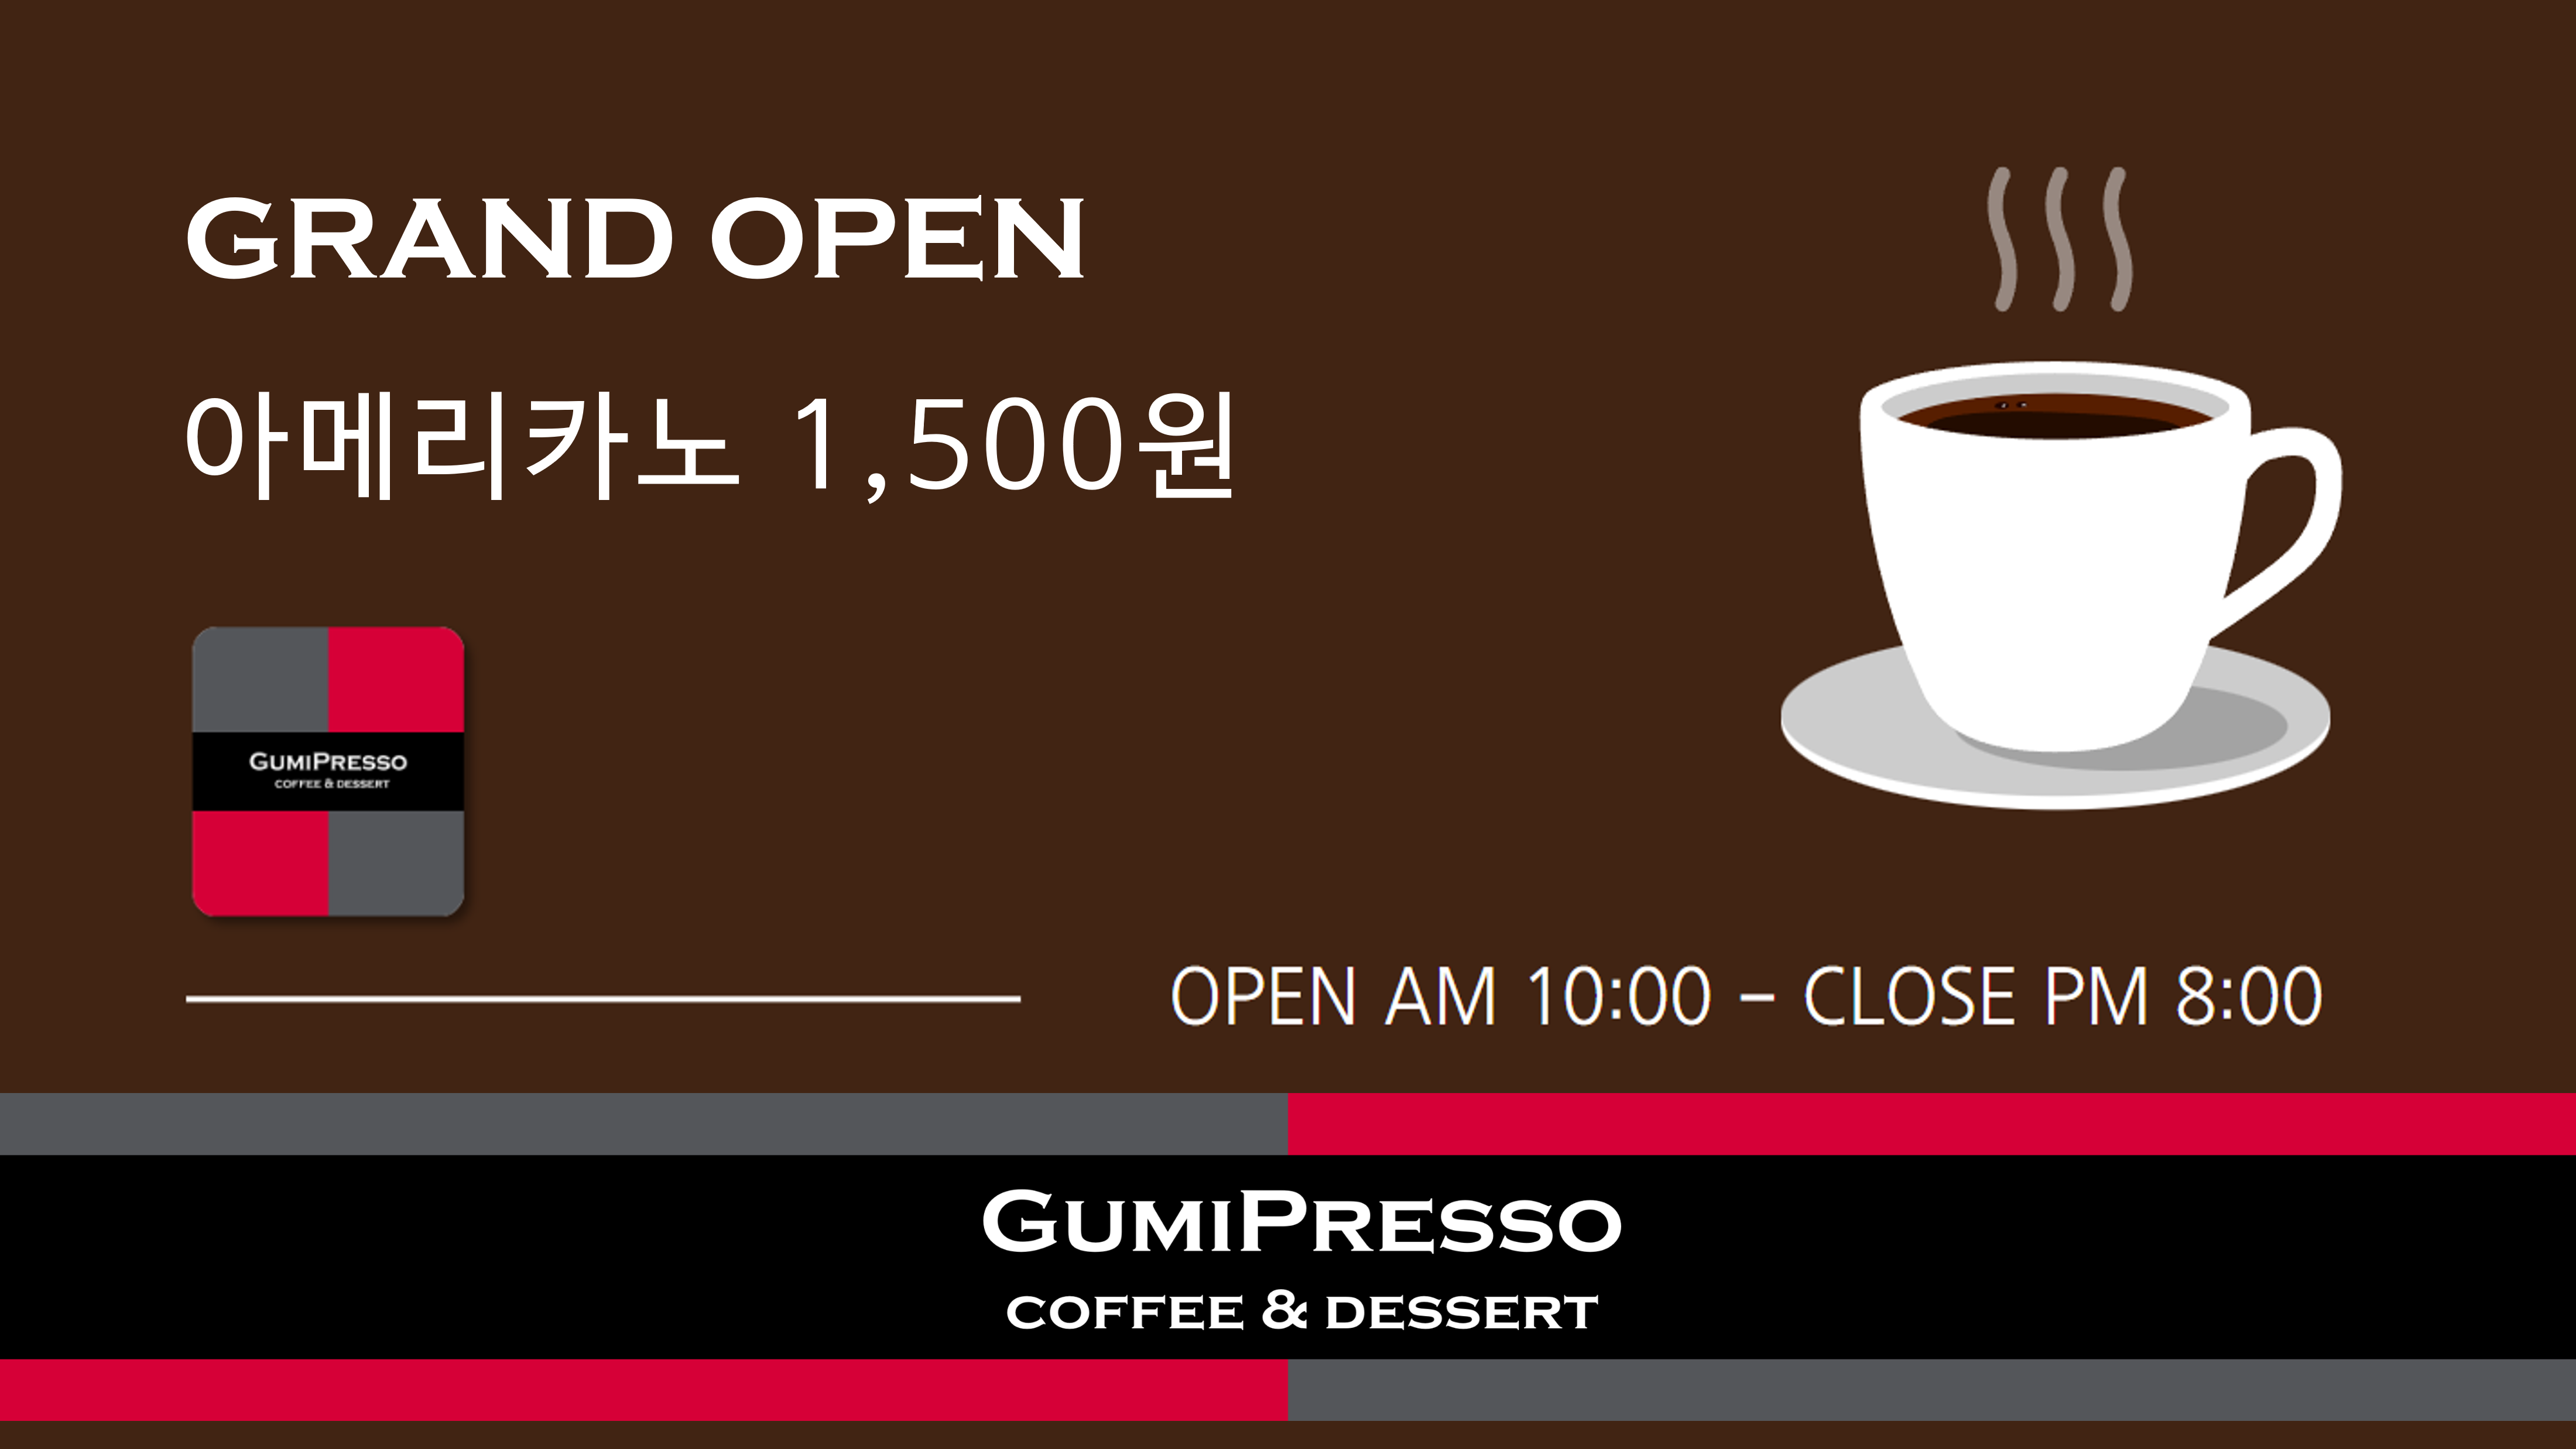 GRAND OPEN
아메리카노 1,500원
GUMIPRESSO
COFFEE & DESSERT
OPEN AM 10:00 – CLOSE PM 8:00
GUMIPRESSO
COFFEE & DESSERT